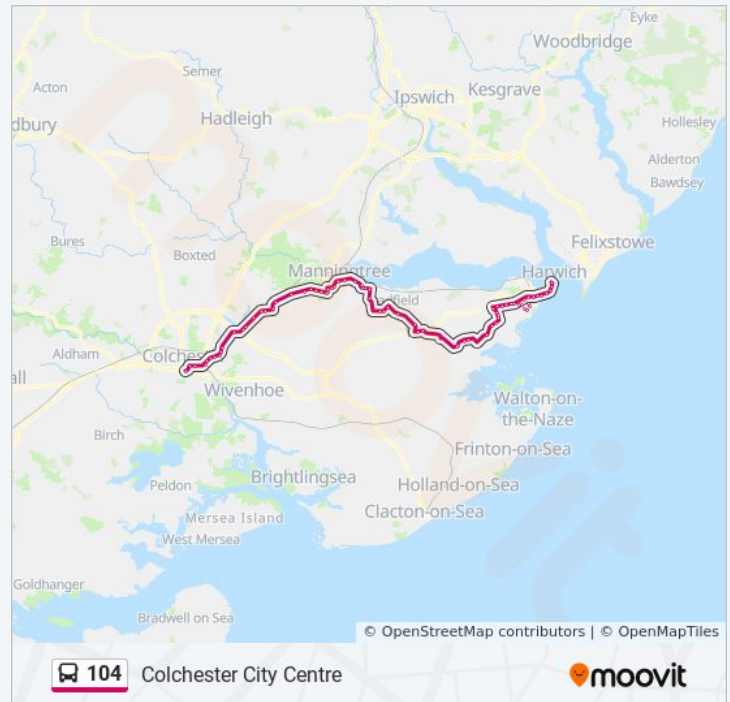 Eyke
Woodbridge
Semer
Acton
Kesgrave
Ipswich
Hollesley
Hadleigh
dbury
Alderton
Bawdsey
Bures
Boxted
Felixstowe
Manningtree
Harwich
adfield
Aldham
Colchest
all
Wivenhoe
Walton-on-
the-Naze
Birch
Frinton-on-Sea
Peldon
Brightlingsea
Holland-on-Sea
Clacton-on-Sea
Mersea Island
West Mersea
Goldhanger
Bradwell on Sea
© OpenStreetMap contributors | © OpenMapTiles
104 Colchester City Centre
moovit